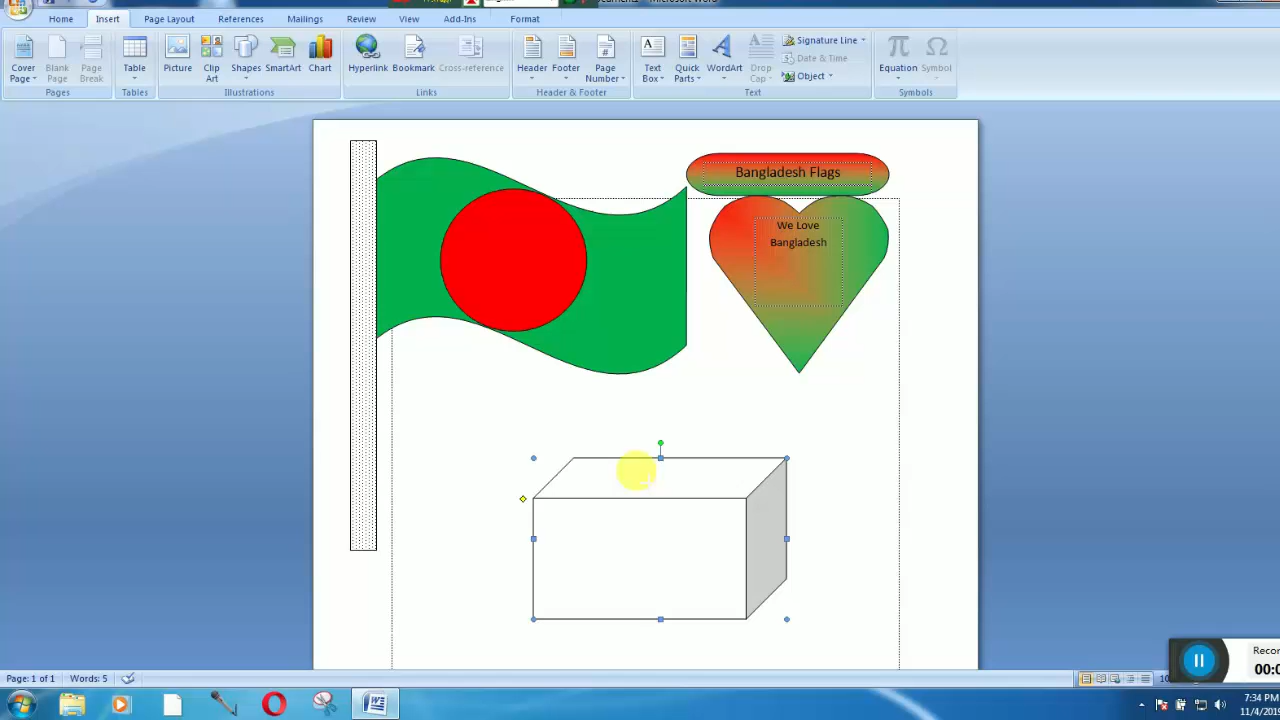 Microsoft Word
Home Insert Page Layout References Mailings Review View Add-Ins Format
Cover Page Blank Page Page Break
Table
Picture Clip Art Shapes SmartArt Chart
Hyperlink Bookmark Cross-reference
Header Footer Page Number
Text Box Quick Parts WordArt Drop Cap
Signature Line
Date & Time
Object
Equation Symbol
Pages Tables Illustrations Links Header & Footer Text Symbols
Bangladesh Flags
We Love
Bangladesh
Page: 1 of 1 Words: 5
7:34 PM